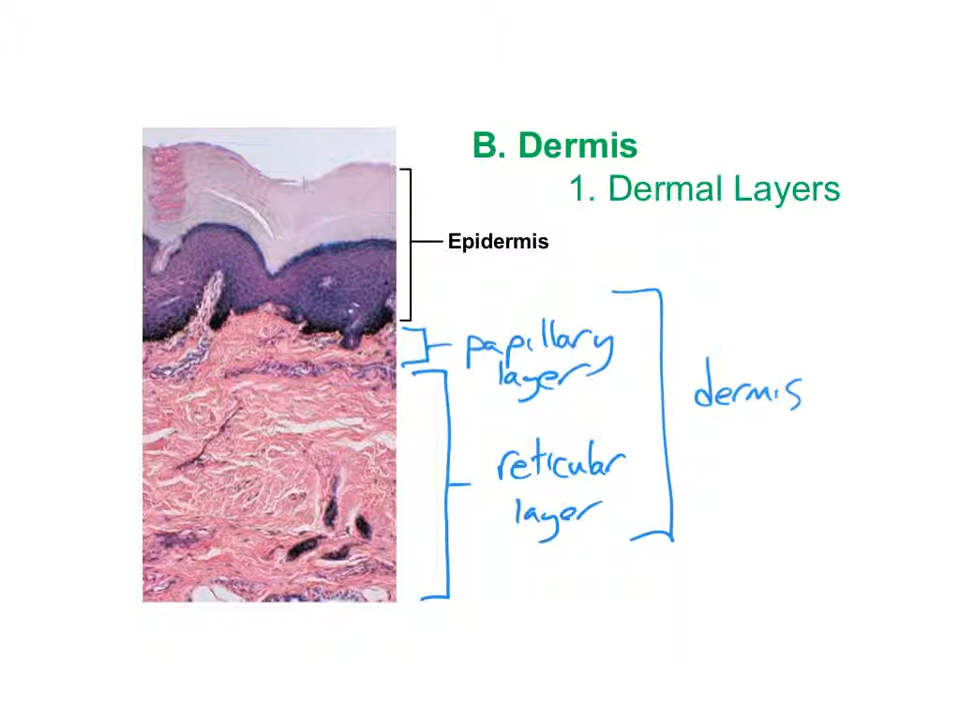 B. Dermis
1. Dermal Layers
Epidermis
papillary
layer
dermis
reticular
layer